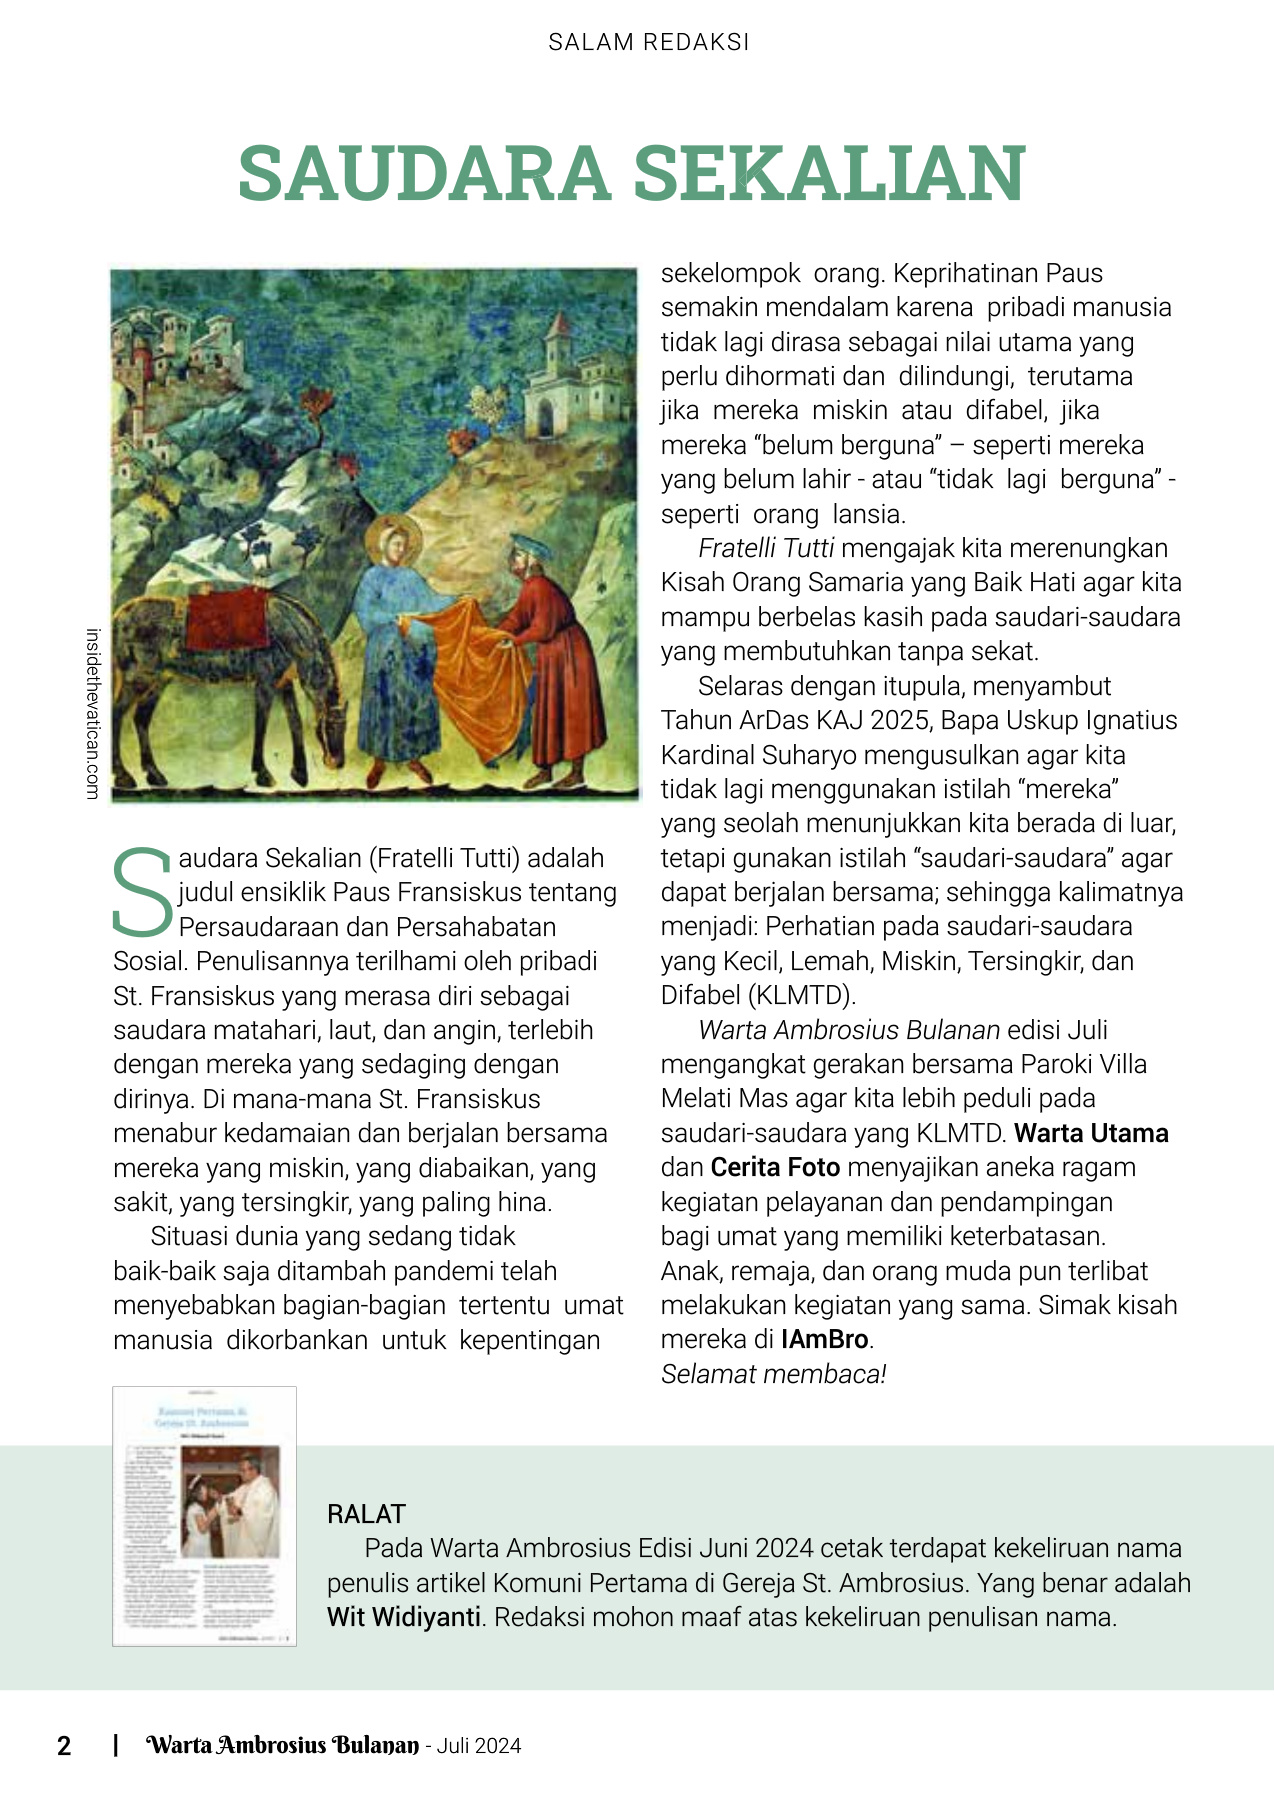 SALAM REDAKSI
SAUDARA SEKALIAN
insidethevatican.com
Saudara Sekalian (Fratelli Tutti) adalah
judul ensiklik Paus Fransiskus tentang
Persaudaraan dan Persahabatan
Sosial. Penulisannya terilhami oleh pribadi
St. Fransiskus yang merasa diri sebagai
saudara matahari, laut, dan angin, terlebih
dengan mereka yang sedaging dengan
dirinya. Di mana-mana St. Fransiskus
menabur kedamaian dan berjalan bersama
mereka yang miskin, yang diabaikan, yang
sakit, yang tersingkir, yang paling hina.
Situasi dunia yang sedang tidak
baik-baik saja ditambah pandemi telah
menyebabkan bagian-bagian tertentu umat
manusia dikorbankan untuk kepentingan
sekelompok orang. Keprihatinan Paus
semakin mendalam karena pribadi manusia
tidak lagi dirasa sebagai nilai utama yang
perlu dihormati dan dilindungi, terutama
jika mereka miskin atau difabel, jika
mereka “belum berguna” – seperti mereka
yang belum lahir - atau “tidak lagi berguna” -
seperti orang lansia.
Fratelli Tutti mengajak kita merenungkan
Kisah Orang Samaria yang Baik Hati agar kita
mampu berbelas kasih pada saudari-saudara
yang membutuhkan tanpa sekat.
Selaras dengan itupula, menyambut
Tahun ArDas KAJ 2025, Bapa Uskup Ignatius
Kardinal Suharyo mengusulkan agar kita
tidak lagi menggunakan istilah “mereka”
yang seolah menunjukkan kita berada di luar,
tetapi gunakan istilah “saudari-saudara” agar
dapat berjalan bersama; sehingga kalimatnya
menjadi: Perhatian pada saudari-saudara
yang Kecil, Lemah, Miskin, Tersingkir, dan
Difabel (KLMTD).
Warta Ambrosius Bulanan edisi Juli
mengangkat gerakan bersama Paroki Villa
Melati Mas agar kita lebih peduli pada
saudari-saudara yang KLMTD. Warta Utama
dan Cerita Foto menyajikan aneka ragam
kegiatan pelayanan dan pendampingan
bagi umat yang memiliki keterbatasan.
Anak, remaja, dan orang muda pun terlibat
melakukan kegiatan yang sama. Simak kisah
mereka di IAmBro.
Selamat membaca!
Komuni Pertama di
Gereja St. Ambrosius
RALAT
Pada Warta Ambrosius Edisi Juni 2024 cetak terdapat kekeliruan nama
penulis artikel Komuni Pertama di Gereja St. Ambrosius. Yang benar adalah
Wit Widiyanti. Redaksi mohon maaf atas kekeliruan penulisan nama.
2 | Warta Ambrosius Bulanan - Juli 2024